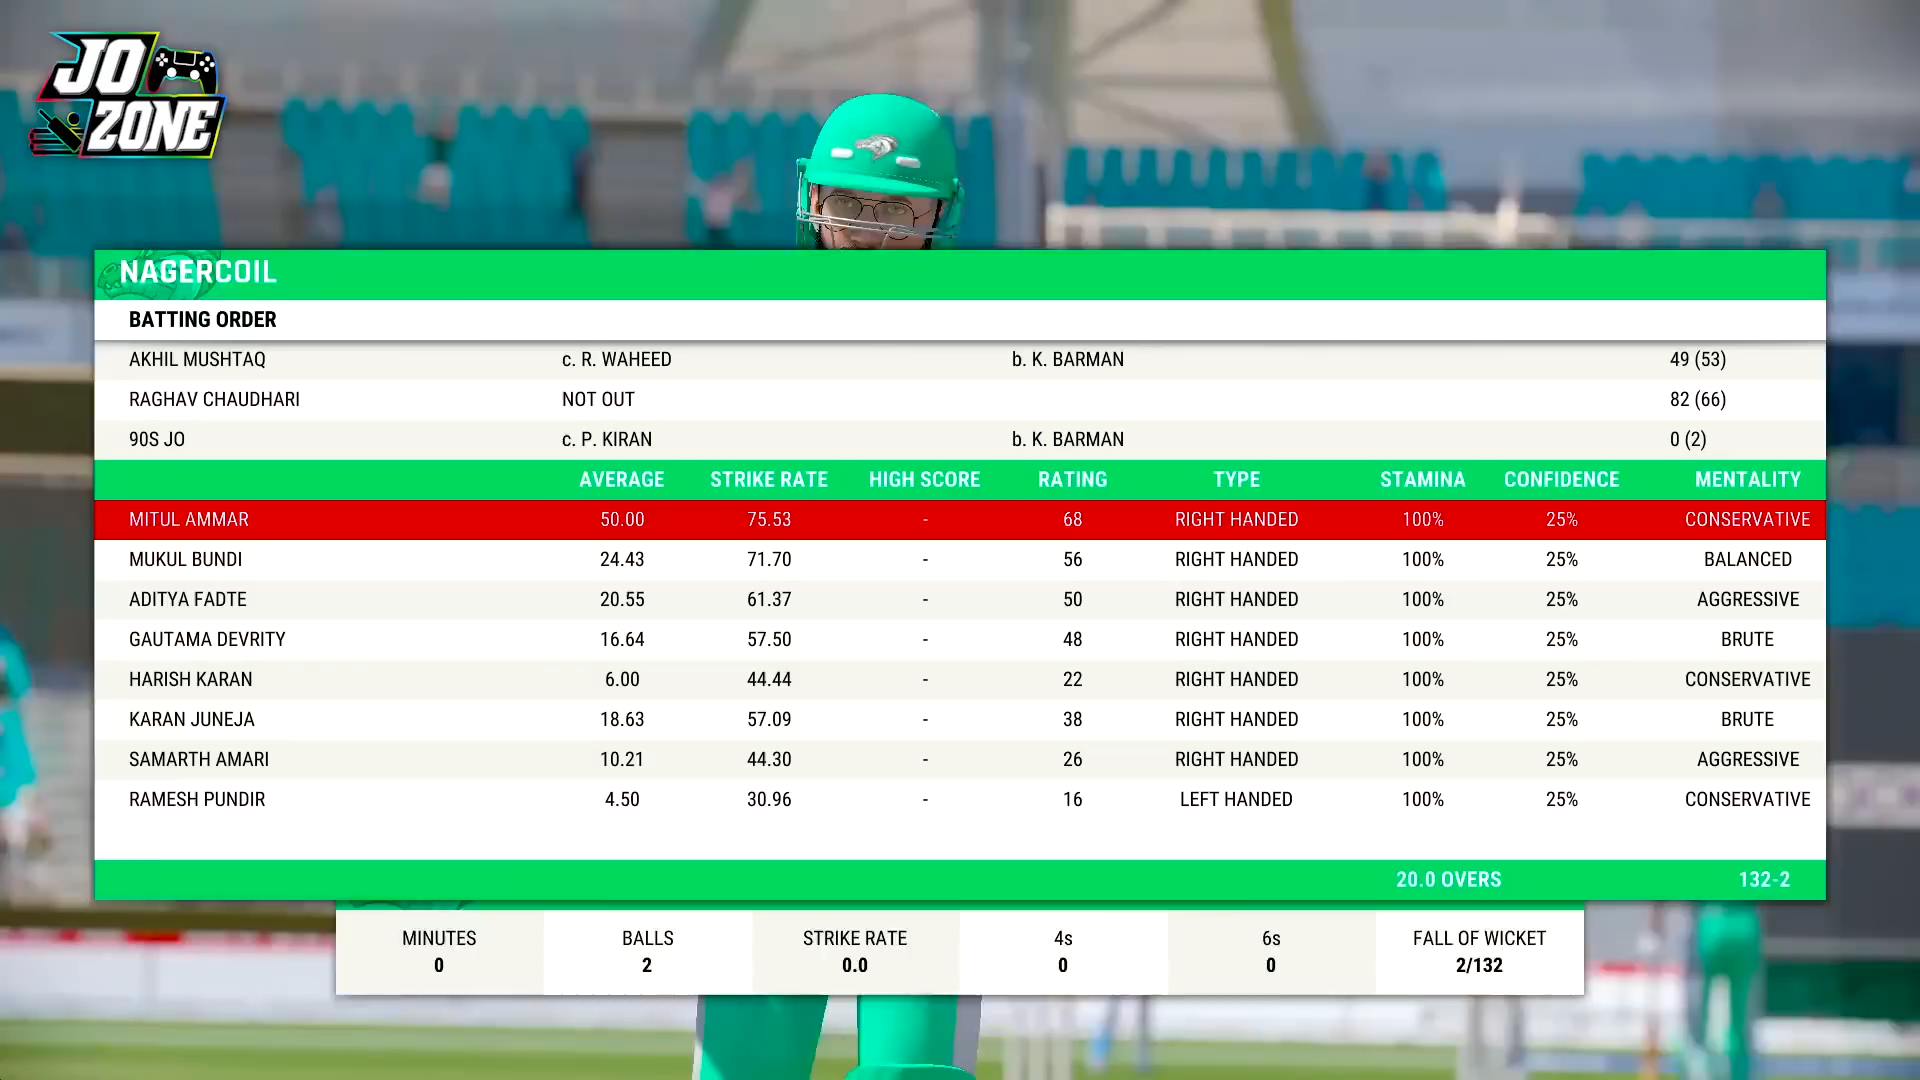 JO
ZONE
NAGERCOIL
BATTING ORDER
AKHIL MUSHTAQ c. R. WAHEED b. K. BARMAN 49 (53)
RAGHAV CHAUDHARI NOT OUT 82 (66)
90S JO c. P. KIRAN b. K. BARMAN 0 (2)
AVERAGE STRIKE RATE HIGH SCORE RATING TYPE STAMINA CONFIDENCE MENTALITY
MITUL AMMAR 50.00 75.53 - 68 RIGHT HANDED 100% 25% CONSERVATIVE
MUKUL BUNDI 24.43 71.70 - 56 RIGHT HANDED 100% 25% BALANCED
ADITYA FADTE 20.55 61.37 - 50 RIGHT HANDED 100% 25% AGGRESSIVE
GAUTAMA DEVRITY 16.64 57.50 - 48 RIGHT HANDED 100% 25% BRUTE
HARISH KARAN 6.00 44.44 - 22 RIGHT HANDED 100% 25% CONSERVATIVE
KARAN JUNEJA 18.63 57.09 - 38 RIGHT HANDED 100% 25% BRUTE
SAMARTH AMARI 10.21 44.30 - 26 RIGHT HANDED 100% 25% AGGRESSIVE
RAMESH PUNDIR 4.50 30.96 - 16 LEFT HANDED 100% 25% CONSERVATIVE
20.0 OVERS 132-2
MINUTES BALLS STRIKE RATE 4s 6s FALL OF WICKET
0 2 0.0 0 0 2/132